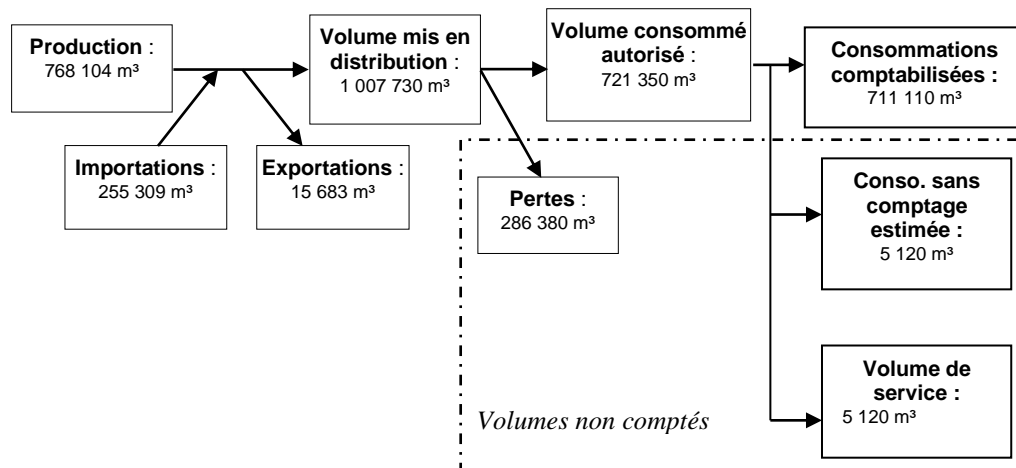 Production :
768 104 m³
Volume mis en
distribution :
1 007 730 m³
Volume consommé
autorisé :
721 350 m³
Consommations
comptabilisées :
711 110 m³
Importations :
255 309 m³
Exportations :
15 683 m³
Pertes :
286 380 m³
Conso. sans
comptage
estimée :
5 120 m³
Volume de
service :
5 120 m³
Volumes non comptés